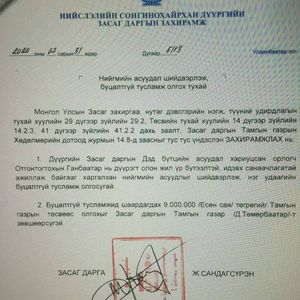 НИЙСЛЭЛИЙН СОНГИНОХАЙРХАН ДҮҮРГИЙН
ЗАСАГ ДАРГЫН ЗАХИРАМЖ
2020 оны 07 сарын 31 өдөр Дугаар Улаанбаатар хот
Нийгмийн асуудал шийдвэрлэж,
буцалтгүй тусламж олгох тухай
Монгол Улсын Засаг захиргаа, нутаг дэвсгэрийн нэгж, түүний удирдлагын
тухай хуулийн 29 дүгээр зүйлийн 29.2, Төсвийн тухай хуулийн 14 дүгээр зүйлийн
14.2.3, 41 дүгээр зүйлийн 41.2.2 дахь заалт, Засаг даргын Тамгын газрын
Хөдөлмөрийн дотоод журмын 14.8-д заасныг тус тус үндэслэн ЗАХИРАМЖЛАХ нь:
1 Дүүргийн Засаг даргын Дэд бүтцийн асуудал хариуцсан орлогч
Отгонтогтохын Ганбаатар нь дүүрэгт олон жил үр бүтээлтэй, идэвх санаачилгатай
ажиллаж байгааг харгалзан нийгмийн асуудлыг шийдвэрлэж, нэг удаагийн
буцалтгүй тусламж олгосугай.
2 Буцалтгүй тусламжид шаардагдах 9.000.000 /Есөн сая/ төгрөгийг Тамгын
газрын төсвөөс олгохыг Засаг даргын Тамгын газар /Д.Төмөрбаатар/-т
зөвшөөрсүгэй.
ЗАСАГ ДАРГА Ж.САНДАГСҮРЭН